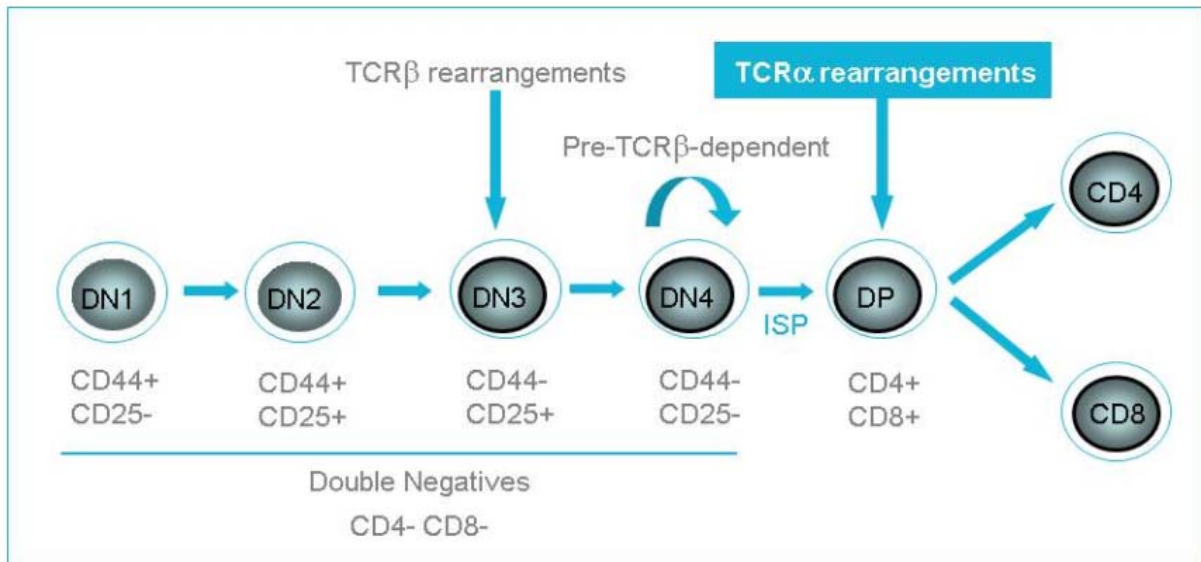 TCRβ rearrangements
TCRα rearrangements
Pre-TCRβ-dependent
CD4
DN1
DN2
DN3
DN4
ISP
DP
CD8
CD44+
CD25-
CD44+
CD25+
CD44-
CD25+
CD44-
CD25-
CD4+
CD8+
Double Negatives
CD4- CD8-